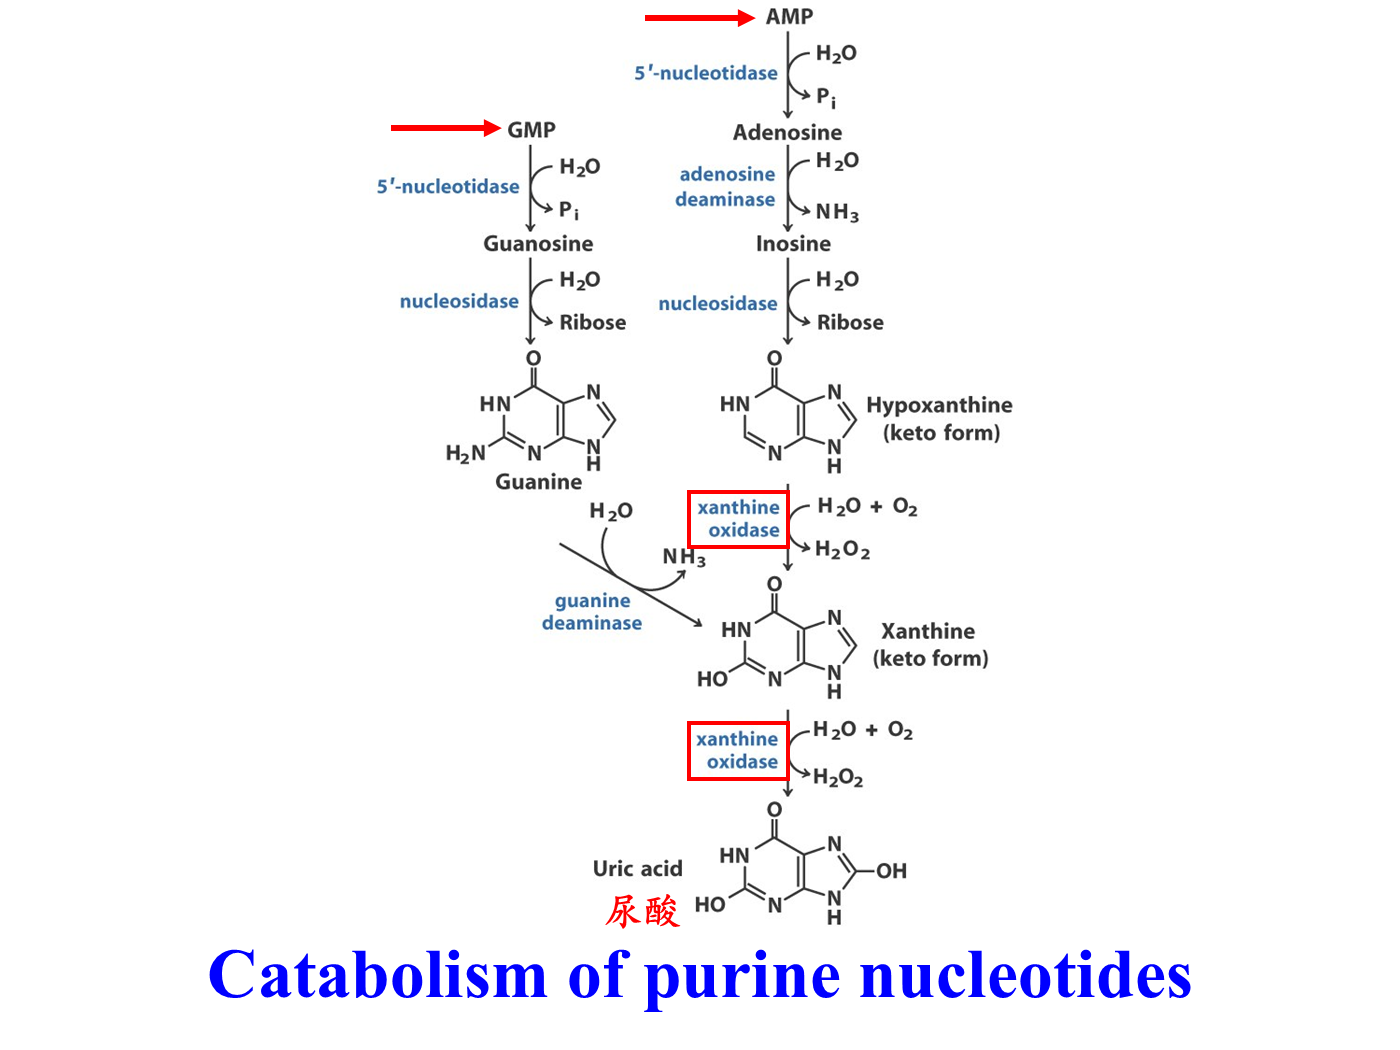 AMP
H₂O
5′-nucleotidase
Pi
GMP
Adenosine
H₂O
adenosine
deaminase
NH₃
H₂O
5′-nucleotidase
Pi
Guanosine
Inosine
H₂O
nucleosidase
Ribose
H₂O
nucleosidase
Ribose
O
HN
N
H₂N
N
N
H
Guanine
O
HN
N
N
N
H
Hypoxanthine
(keto form)
H₂O
NH₃
guanine
deaminase
xanthine
oxidase
H₂O + O₂
H₂O₂
O
HN
N
HO
N
N
H
Xanthine
(keto form)
xanthine
oxidase
H₂O + O₂
H₂O₂
O
HN
N
OH
HO
N
N
H
Uric acid
尿酸
Catabolism of purine nucleotides